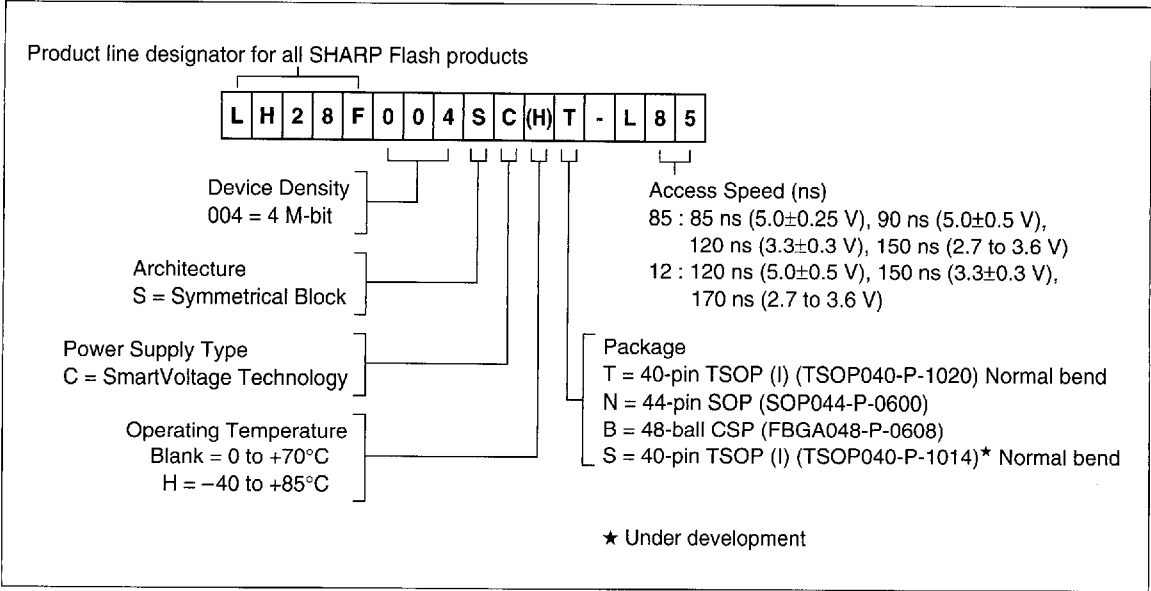 Product line designator for all SHARP Flash products
L H 2 8 F 0 0 4 S C (H) T - L 8 5
Device Density
004 = 4 M-bit
Architecture
S = Symmetrical Block
Power Supply Type
C = SmartVoltage Technology
Operating Temperature
Blank = 0 to +70°C
H = −40 to +85°C
Access Speed (ns)
85 : 85 ns (5.0±0.25 V), 90 ns (5.0±0.5 V),
120 ns (3.3±0.3 V), 150 ns (2.7 to 3.6 V)
12 : 120 ns (5.0±0.5 V), 150 ns (3.3±0.3 V),
170 ns (2.7 to 3.6 V)
Package
T = 40-pin TSOP (I) (TSOP040-P-1020) Normal bend
N = 44-pin SOP (SOP044-P-0600)
B = 48-ball CSP (FBGA048-P-0608)
S = 40-pin TSOP (I) (TSOP040-P-1014)★ Normal bend
★ Under development